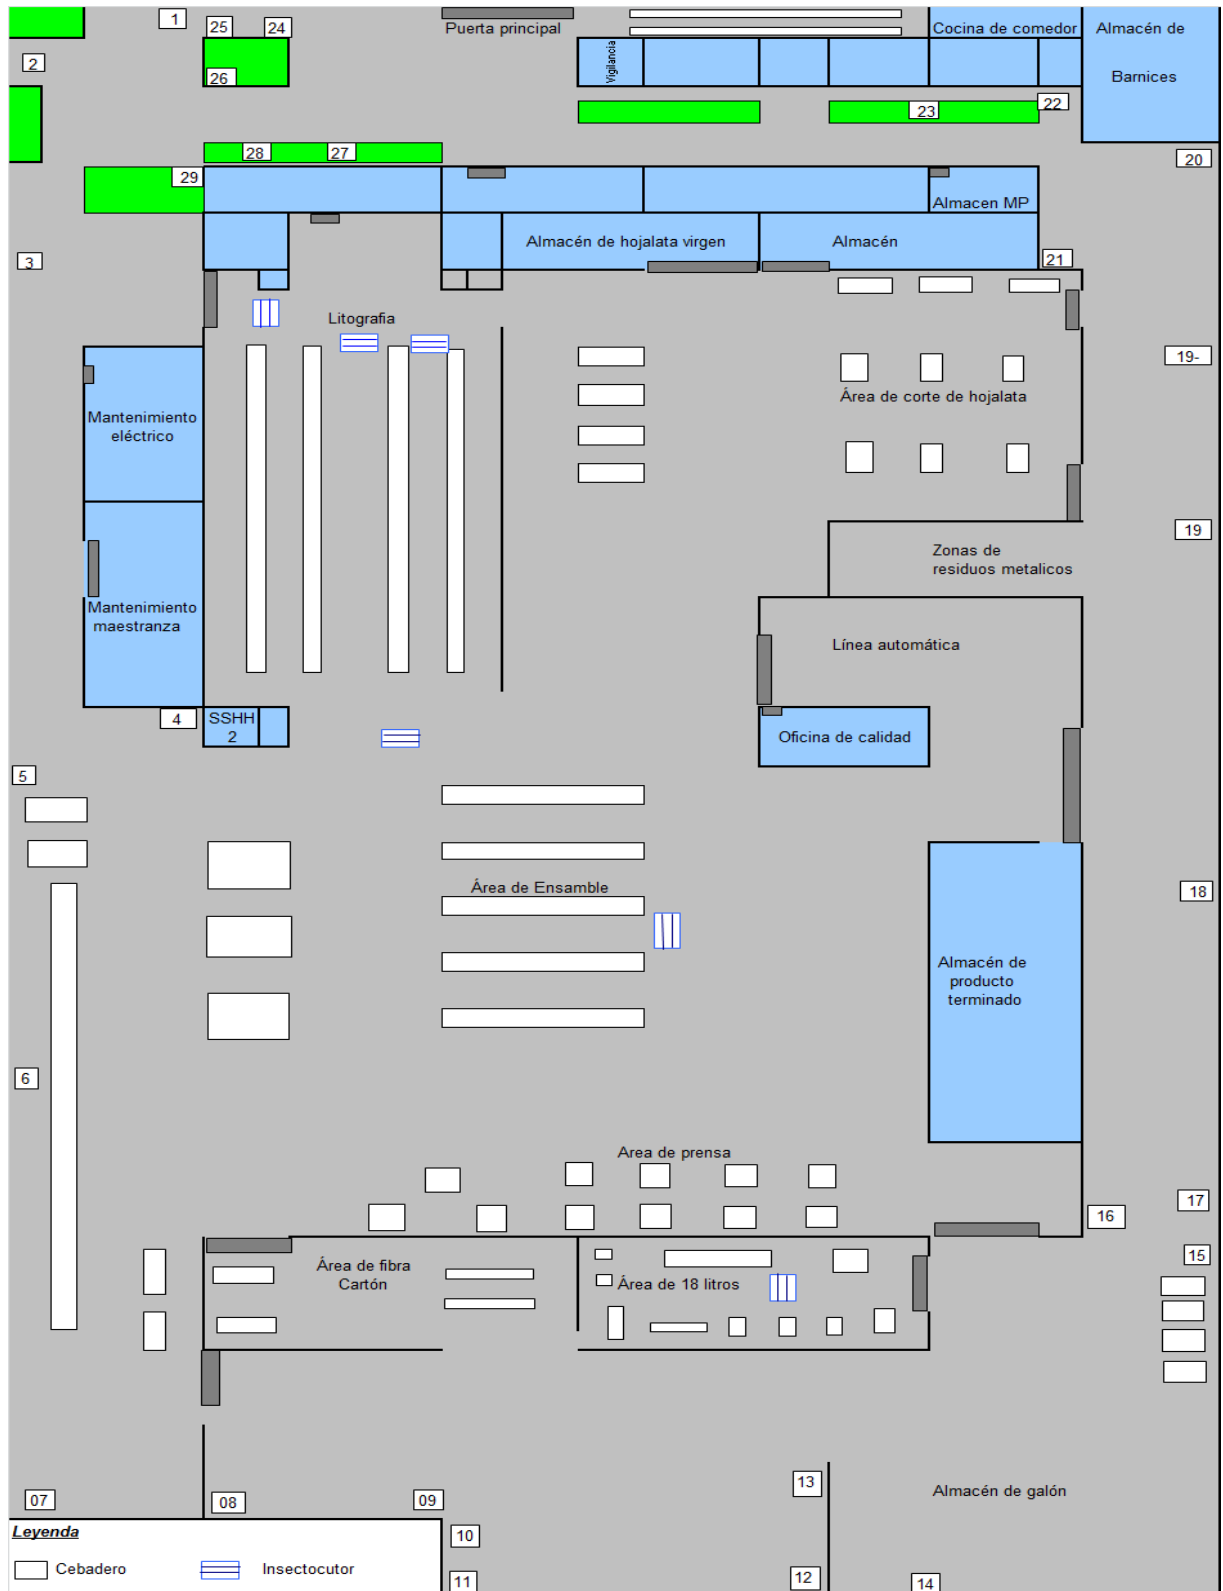 1
25
24
Puerta principal
Cocina de comedor
Almacén de
Barnices
2
26
Vigilancia
23
22
28
27
20
29
Almacen MP
3
Almacén de hojalata virgen
Almacén
21
Litografia
19-
Mantenimiento
eléctrico
Área de corte de hojalata
19
Zonas de
residuos metalicos
Mantenimiento
maestranza
Línea automática
4
SSHH
2
Oficina de calidad
5
Área de Ensamble
18
Almacén de
producto
terminado
6
Area de prensa
17
16
15
Área de fibra
Cartón
Área de 18 litros
13
Almacén de galón
07
08
09
Leyenda
10
Cebadero
Insectocutor
11
12
14